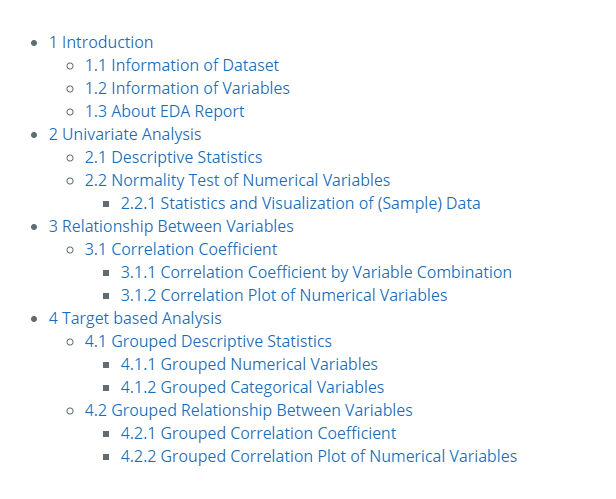 1 Introduction
1.1 Information of Dataset
1.2 Information of Variables
1.3 About EDA Report
2 Univariate Analysis
2.1 Descriptive Statistics
2.2 Normality Test of Numerical Variables
2.2.1 Statistics and Visualization of (Sample) Data
3 Relationship Between Variables
3.1 Correlation Coefficient
3.1.1 Correlation Coefficient by Variable Combination
3.1.2 Correlation Plot of Numerical Variables
4 Target based Analysis
4.1 Grouped Descriptive Statistics
4.1.1 Grouped Numerical Variables
4.1.2 Grouped Categorical Variables
4.2 Grouped Relationship Between Variables
4.2.1 Grouped Correlation Coefficient
4.2.2 Grouped Correlation Plot of Numerical Variables